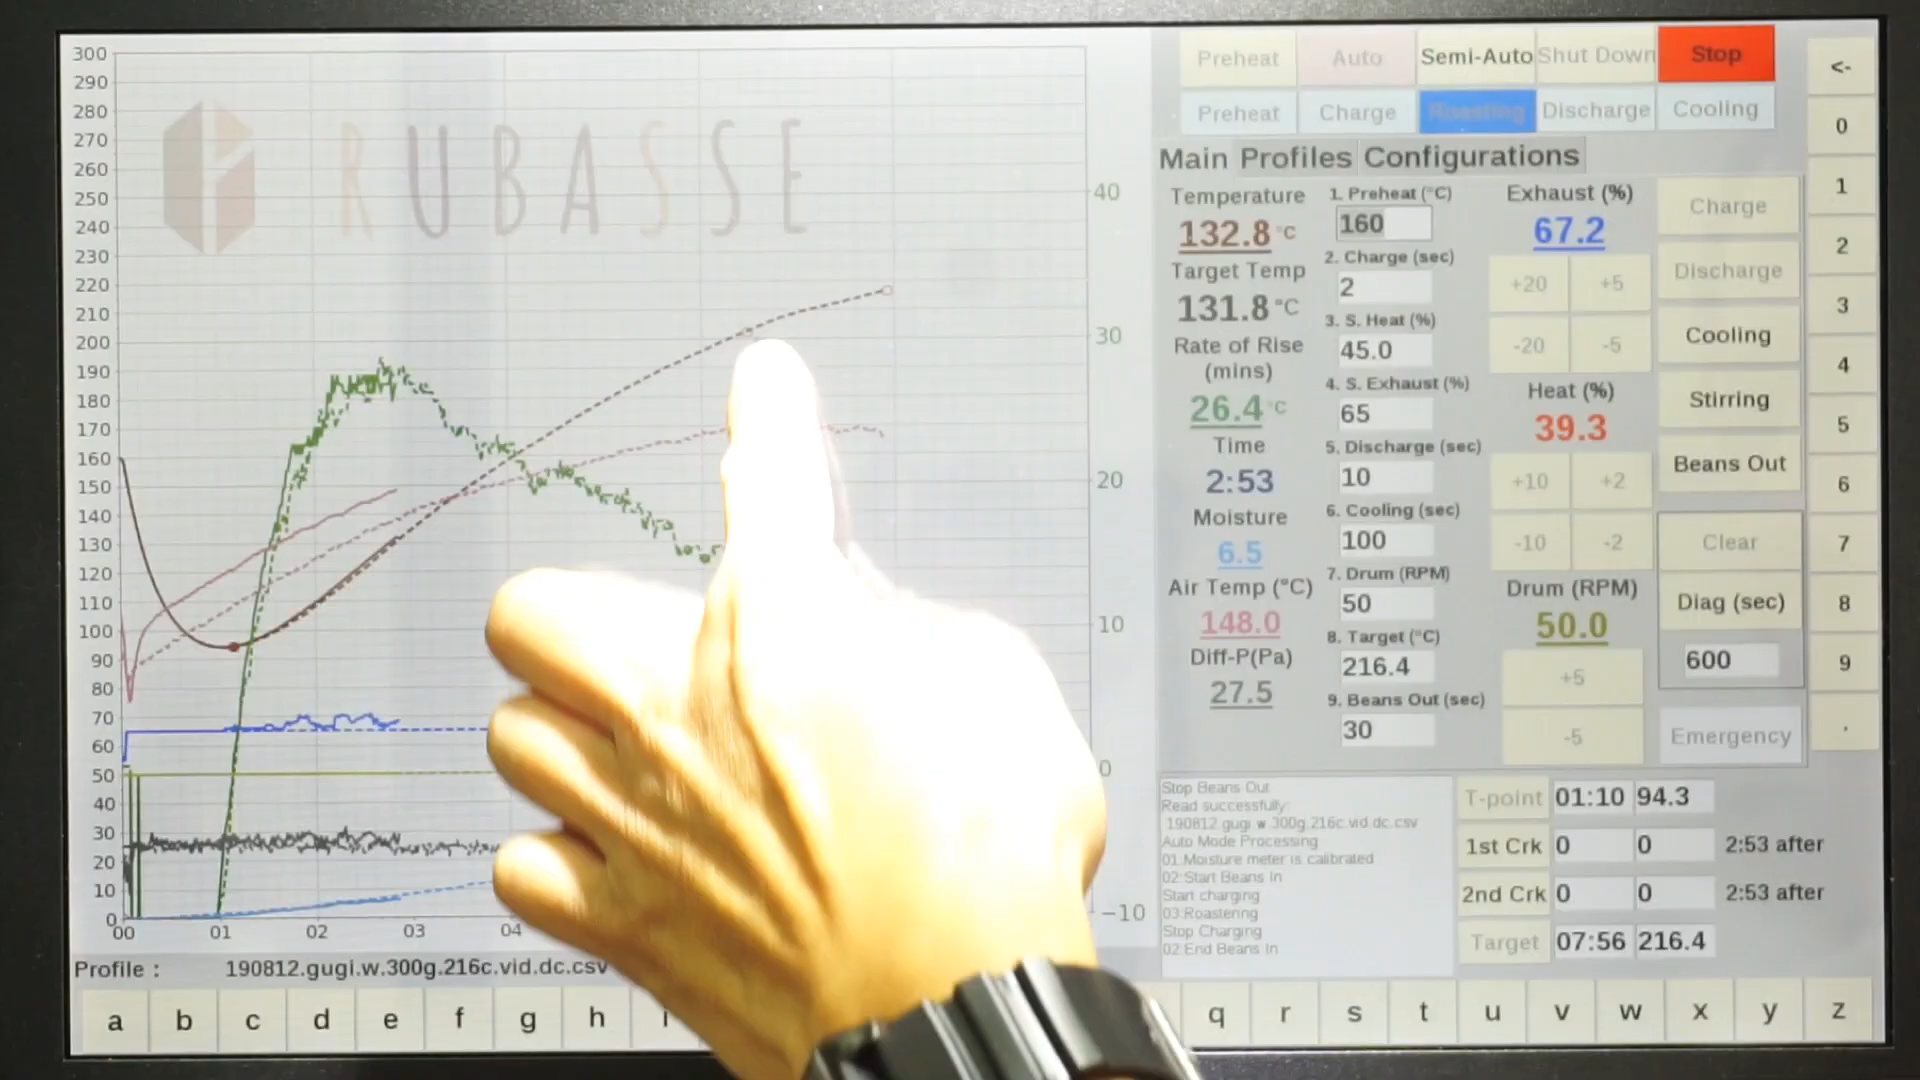 RUBASSE
300
290
280
270
260
250
240
230
220
210
200
190
180
170
160
150
140
130
120
110
100
90
80
70
60
50
40
30
20
10
0
00 01 02 03 04
40
30
20
10
0
-10
Profile : 190812.gugi.w.300g.216c.vid.dc.csv
Preheat Auto Semi-Auto Shut Down Stop
Preheat Charge Roasting Discharge Cooling
Main Profiles Configurations
Temperature
132.8 °C
Target Temp
131.8 °C
Rate of Rise
(mins)
26.4 °C
Time
2:53
Moisture
6.5
Air Temp (°C)
148.0
Diff-P(Pa)
27.5
1. Preheat (°C)
160
2. Charge (sec)
2
3. S. Heat (%)
45.0
4. S. Exhaust (%)
65
5. Discharge (sec)
10
6. Cooling (sec)
100
7. Drum (RPM)
50
8. Target (°C)
216.4
9. Beans Out (sec)
30
Exhaust (%)
67.2
+20 +5
-20 -5
Heat (%)
39.3
+10 +2
-10 -2
Drum (RPM)
50.0
+5
-5
Charge
Discharge
Cooling
Stirring
Beans Out
Clear
Diag (sec)
600
Emergency
Stop Beans Out
Read successfully:
190812.gugi.w.300g.216c.vid.dc.csv
Auto Mode Processing
01:Moisture meter is calibrated
02:Start Beans In
Start charging
03:Roastering
Stop Charging
02:End Beans In
T-point 01:10 94.3
1st Crk 0 0 2:53 after
2nd Crk 0 0 2:53 after
Target 07:56 216.4
<-
0
1
2
3
4
5
6
7
8
9
.
a b c d e f g h q r s t u v w x y z